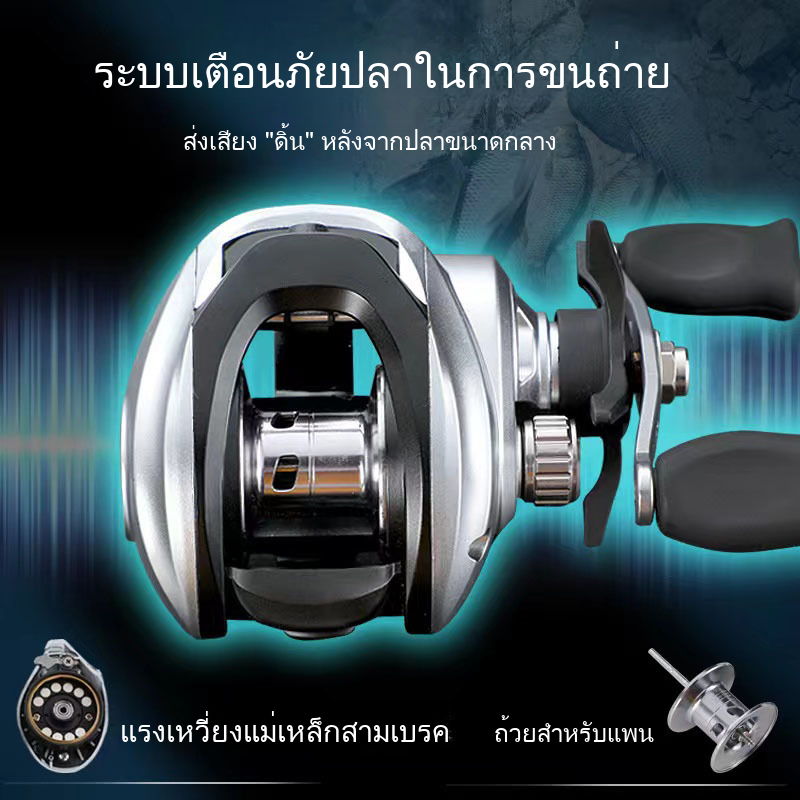 ระบบเตือนภัยปลาในการขนถ่าย
ส่งเสียง "ดิ้น" หลังจากปลาขนาดกลาง
แรงเหวี่ยงแม่เหล็กสามเบรค
ถ้วยสำหรับแพน